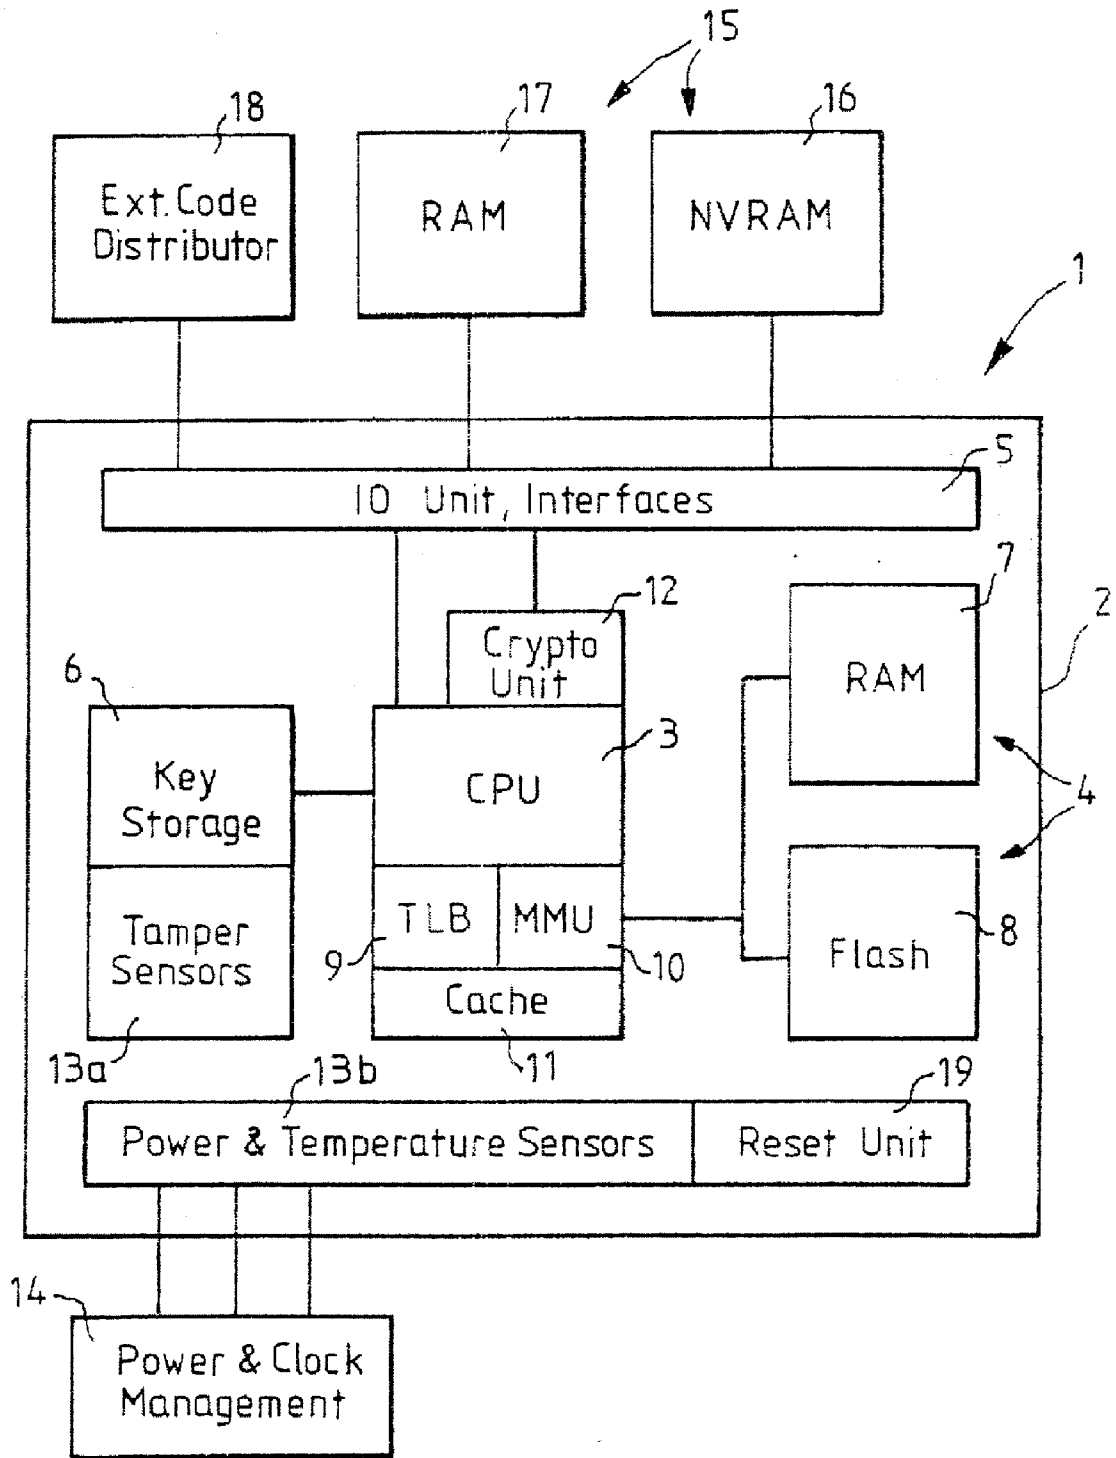 15
18
17
16
Ext. Code
Distributor
RAM
NVRAM
1
5
IO Unit, Interfaces
7
12
2
Crypto
Unit
6
RAM
3
Key
Storage
CPU
4
Tamper
Sensors
TLB
MMU
8
9
10
Flash
Cache
13a
13b
11
19
Power & Temperature Sensors
Reset Unit
14
Power & Clock
Management